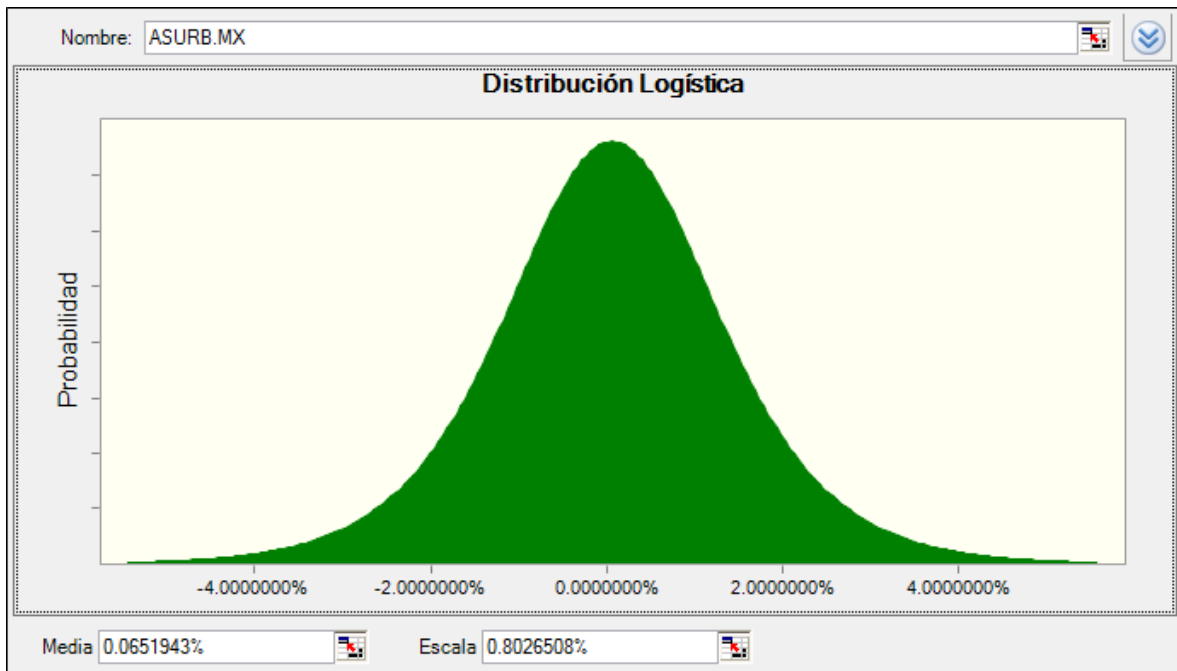 Nombre: ASURB.MX
Distribución Logística
Probabilidad
-4.0000000% -2.0000000% 0.0000000% 2.0000000% 4.0000000%
Media 0.0651943% Escala 0.8026508%